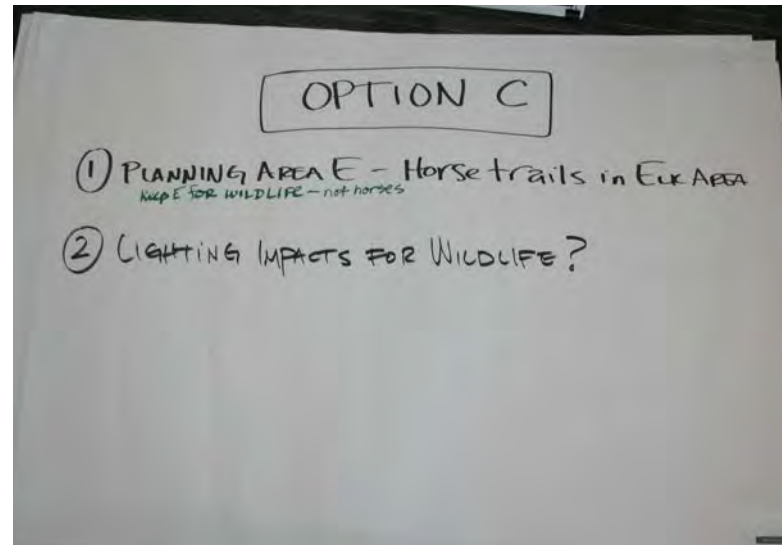 OPTION C
① PLANNING AREA E - Horse trails in ELK AREA
Keep E FOR WILDLIFE - not horses
② LIGHTING IMPACTS FOR WILDLIFE?